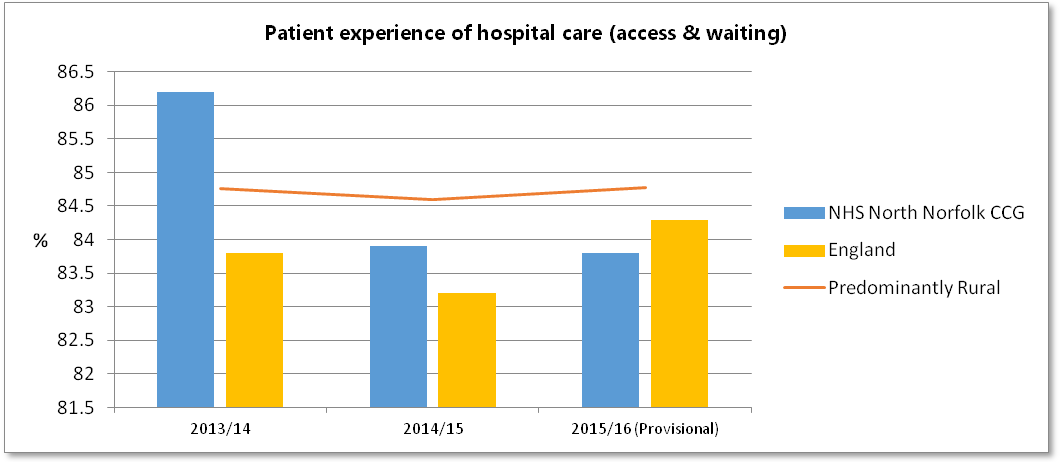 Patient experience of hospital care (access & waiting)
86.5
86
85.5
85
84.5
84
83.5
83
82.5
82
81.5
%
2013/14
2014/15
2015/16 (Provisional)
NHS North Norfolk CCG
England
Predominantly Rural